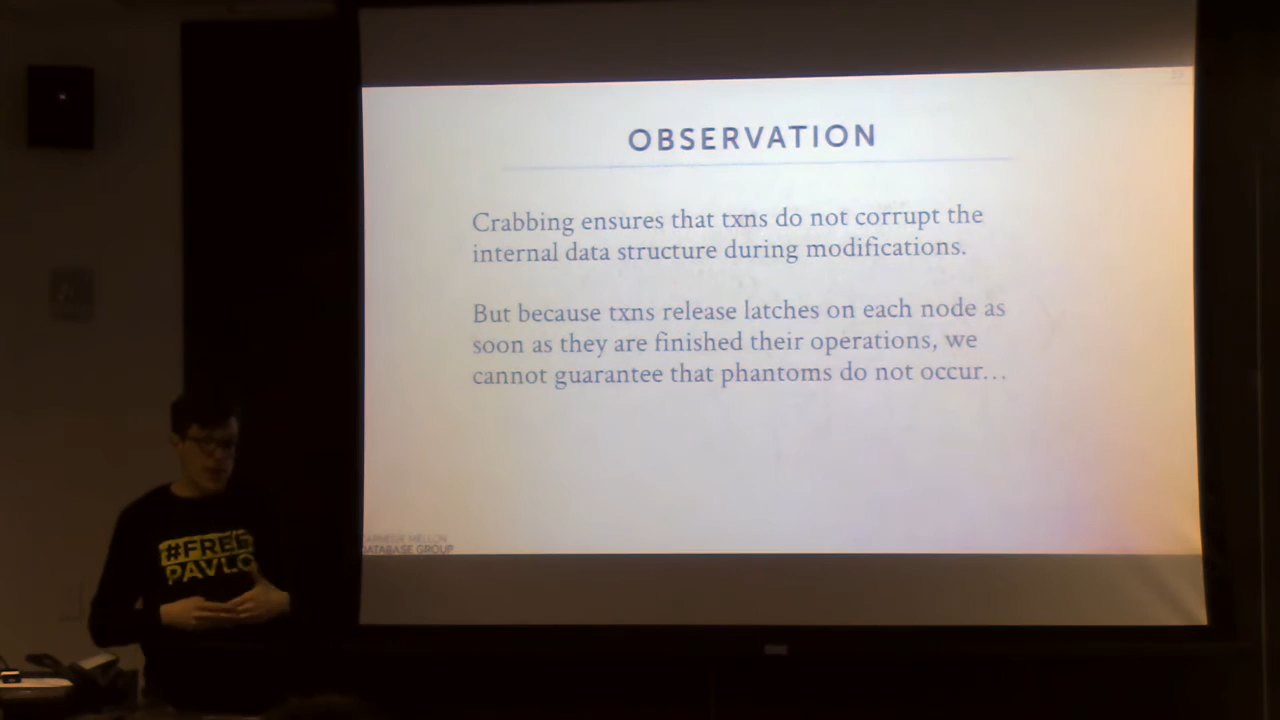 OBSERVATION
Crabbing ensures that txns do not corrupt the
internal data structure during modifications.
But because txns release latches on each node as
soon as they are finished their operations, we
cannot guarantee that phantoms do not occur…
CARNEGIE MELLON
DATABASE GROUP
#FREE
PAVLO